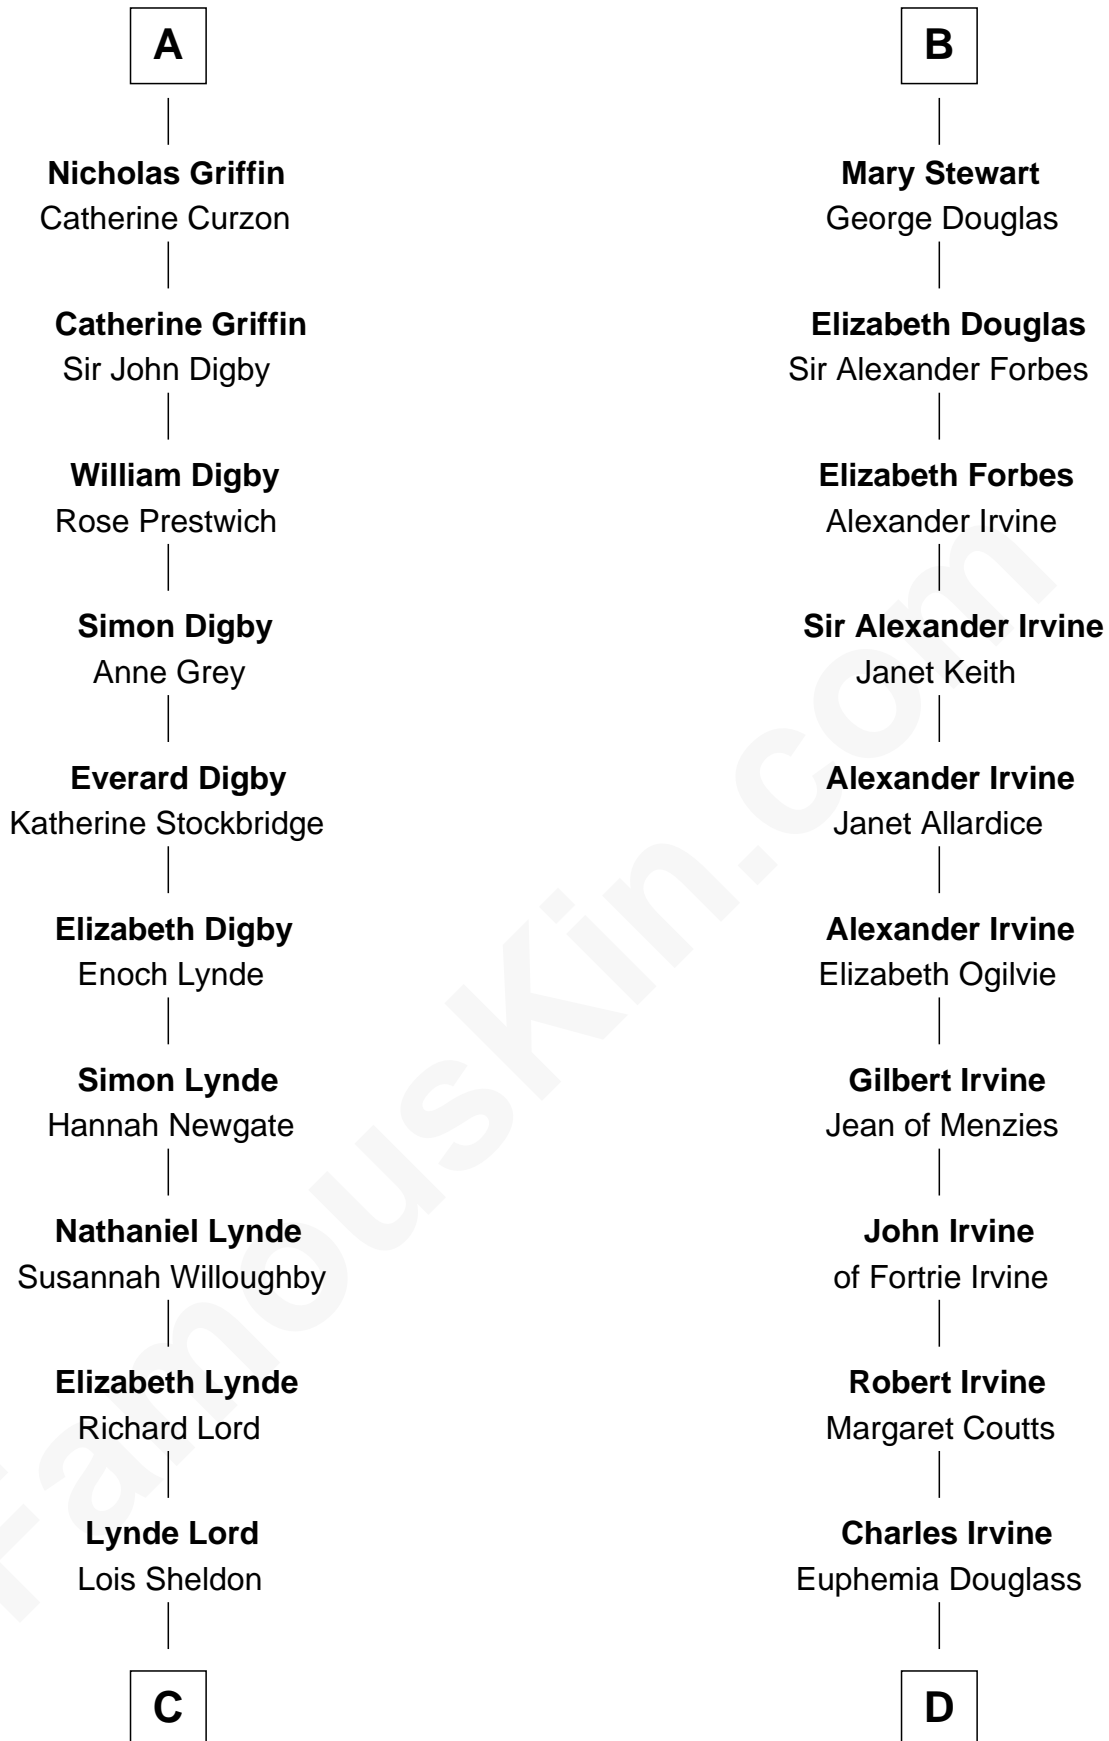 A
Nicholas Griffin
Catherine Curzon
Catherine Griffin
Sir John Digby
William Digby
Rose Prestwich
Simon Digby
Anne Grey
Everard Digby
Katherine Stockbridge
Elizabeth Digby
Enoch Lynde
Simon Lynde
Hannah Newgate
Nathaniel Lynde
Susannah Willoughby
Elizabeth Lynde
Richard Lord
Lynde Lord
Lois Sheldon
C
B
Mary Stewart
George Douglas
Elizabeth Douglas
Sir Alexander Forbes
Elizabeth Forbes
Alexander Irvine
Sir Alexander Irvine
Janet Keith
Alexander Irvine
Janet Allardice
Alexander Irvine
Elizabeth Ogilvie
Gilbert Irvine
Jean of Menzies
John Irvine
of Fortrie Irvine
Robert Irvine
Margaret Coutts
Charles Irvine
Euphemia Douglass
D
FamousKin.com